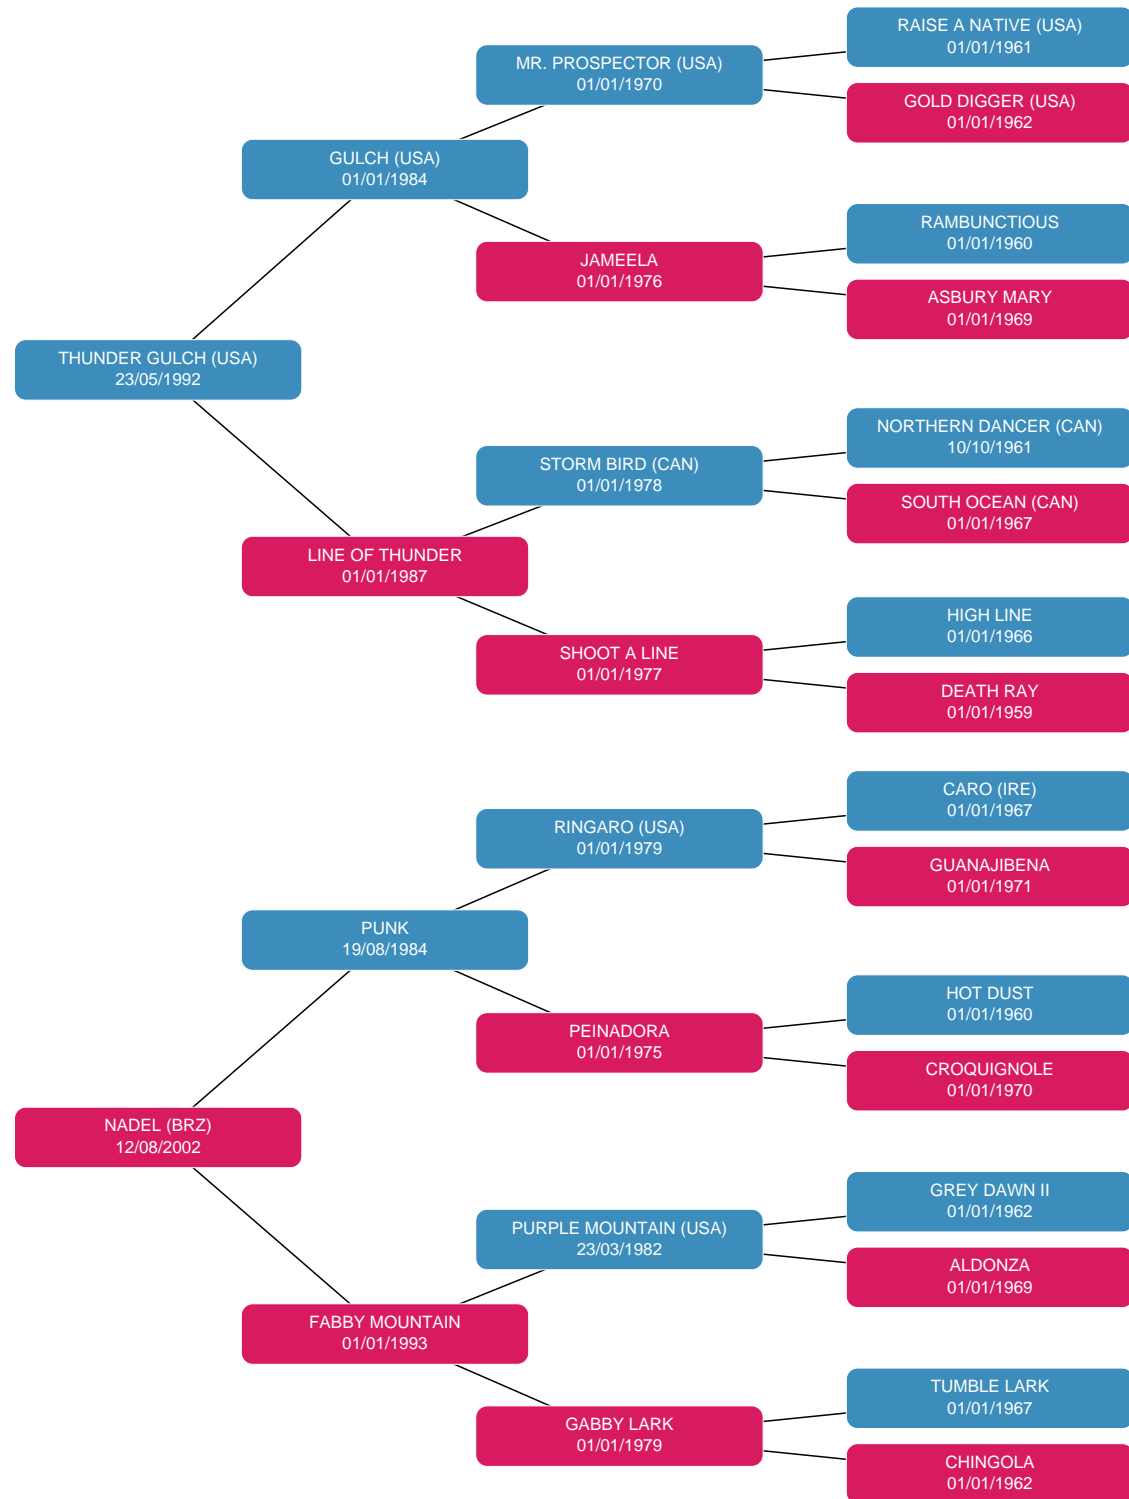 RAISE A NATIVE (USA)
01/01/1961
MR. PROSPECTOR (USA)
01/01/1970
GOLD DIGGER (USA)
01/01/1962
GULCH (USA)
01/01/1984
RAMBUNCTIOUS
01/01/1960
JAMEELA
01/01/1976
ASBURY MARY
01/01/1969
THUNDER GULCH (USA)
23/05/1992
NORTHERN DANCER (CAN)
10/10/1961
STORM BIRD (CAN)
01/01/1978
SOUTH OCEAN (CAN)
01/01/1967
LINE OF THUNDER
01/01/1987
HIGH LINE
01/01/1966
SHOOT A LINE
01/01/1977
DEATH RAY
01/01/1959
CARO (IRE)
01/01/1967
RINGARO (USA)
01/01/1979
GUANAJIBENA
01/01/1971
PUNK
19/08/1984
HOT DUST
01/01/1960
PEINADORA
01/01/1975
CROQUIGNOLE
01/01/1970
NADEL (BRZ)
12/08/2002
GREY DAWN II
01/01/1962
PURPLE MOUNTAIN (USA)
23/03/1982
ALDONZA
01/01/1969
FABBY MOUNTAIN
01/01/1993
TUMBLE LARK
01/01/1967
GABBY LARK
01/01/1979
CHINGOLA
01/01/1962